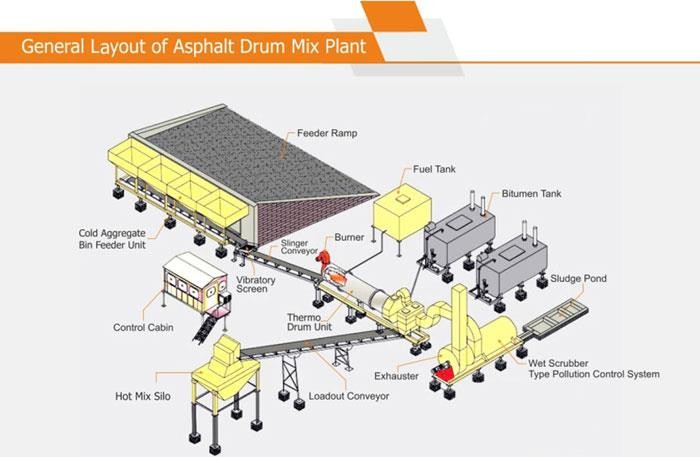 General Layout of Asphalt Drum Mix Plant
Feeder Ramp
Fuel Tank
Bitumen Tank
Cold Aggregate
Bin Feeder Unit
Slinger
Conveyor
Burner
Vibratory
Screen
Sludge Pond
Control Cabin
Thermo
Drum Unit
Wet Scrubber
Type Pollution Control System
Exhauster
Hot Mix Silo
Loadout Conveyor